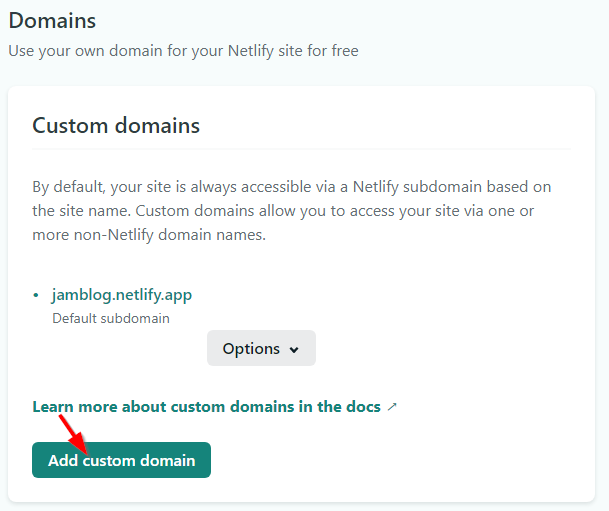 Domains
Use your own domain for your Netlify site for free
Custom domains
By default, your site is always accessible via a Netlify subdomain based on
the site name. Custom domains allow you to access your site via one or
more non-Netlify domain names.
• jamblog.netlify.app
Default subdomain
Options
Learn more about custom domains in the docs ↗
Add custom domain